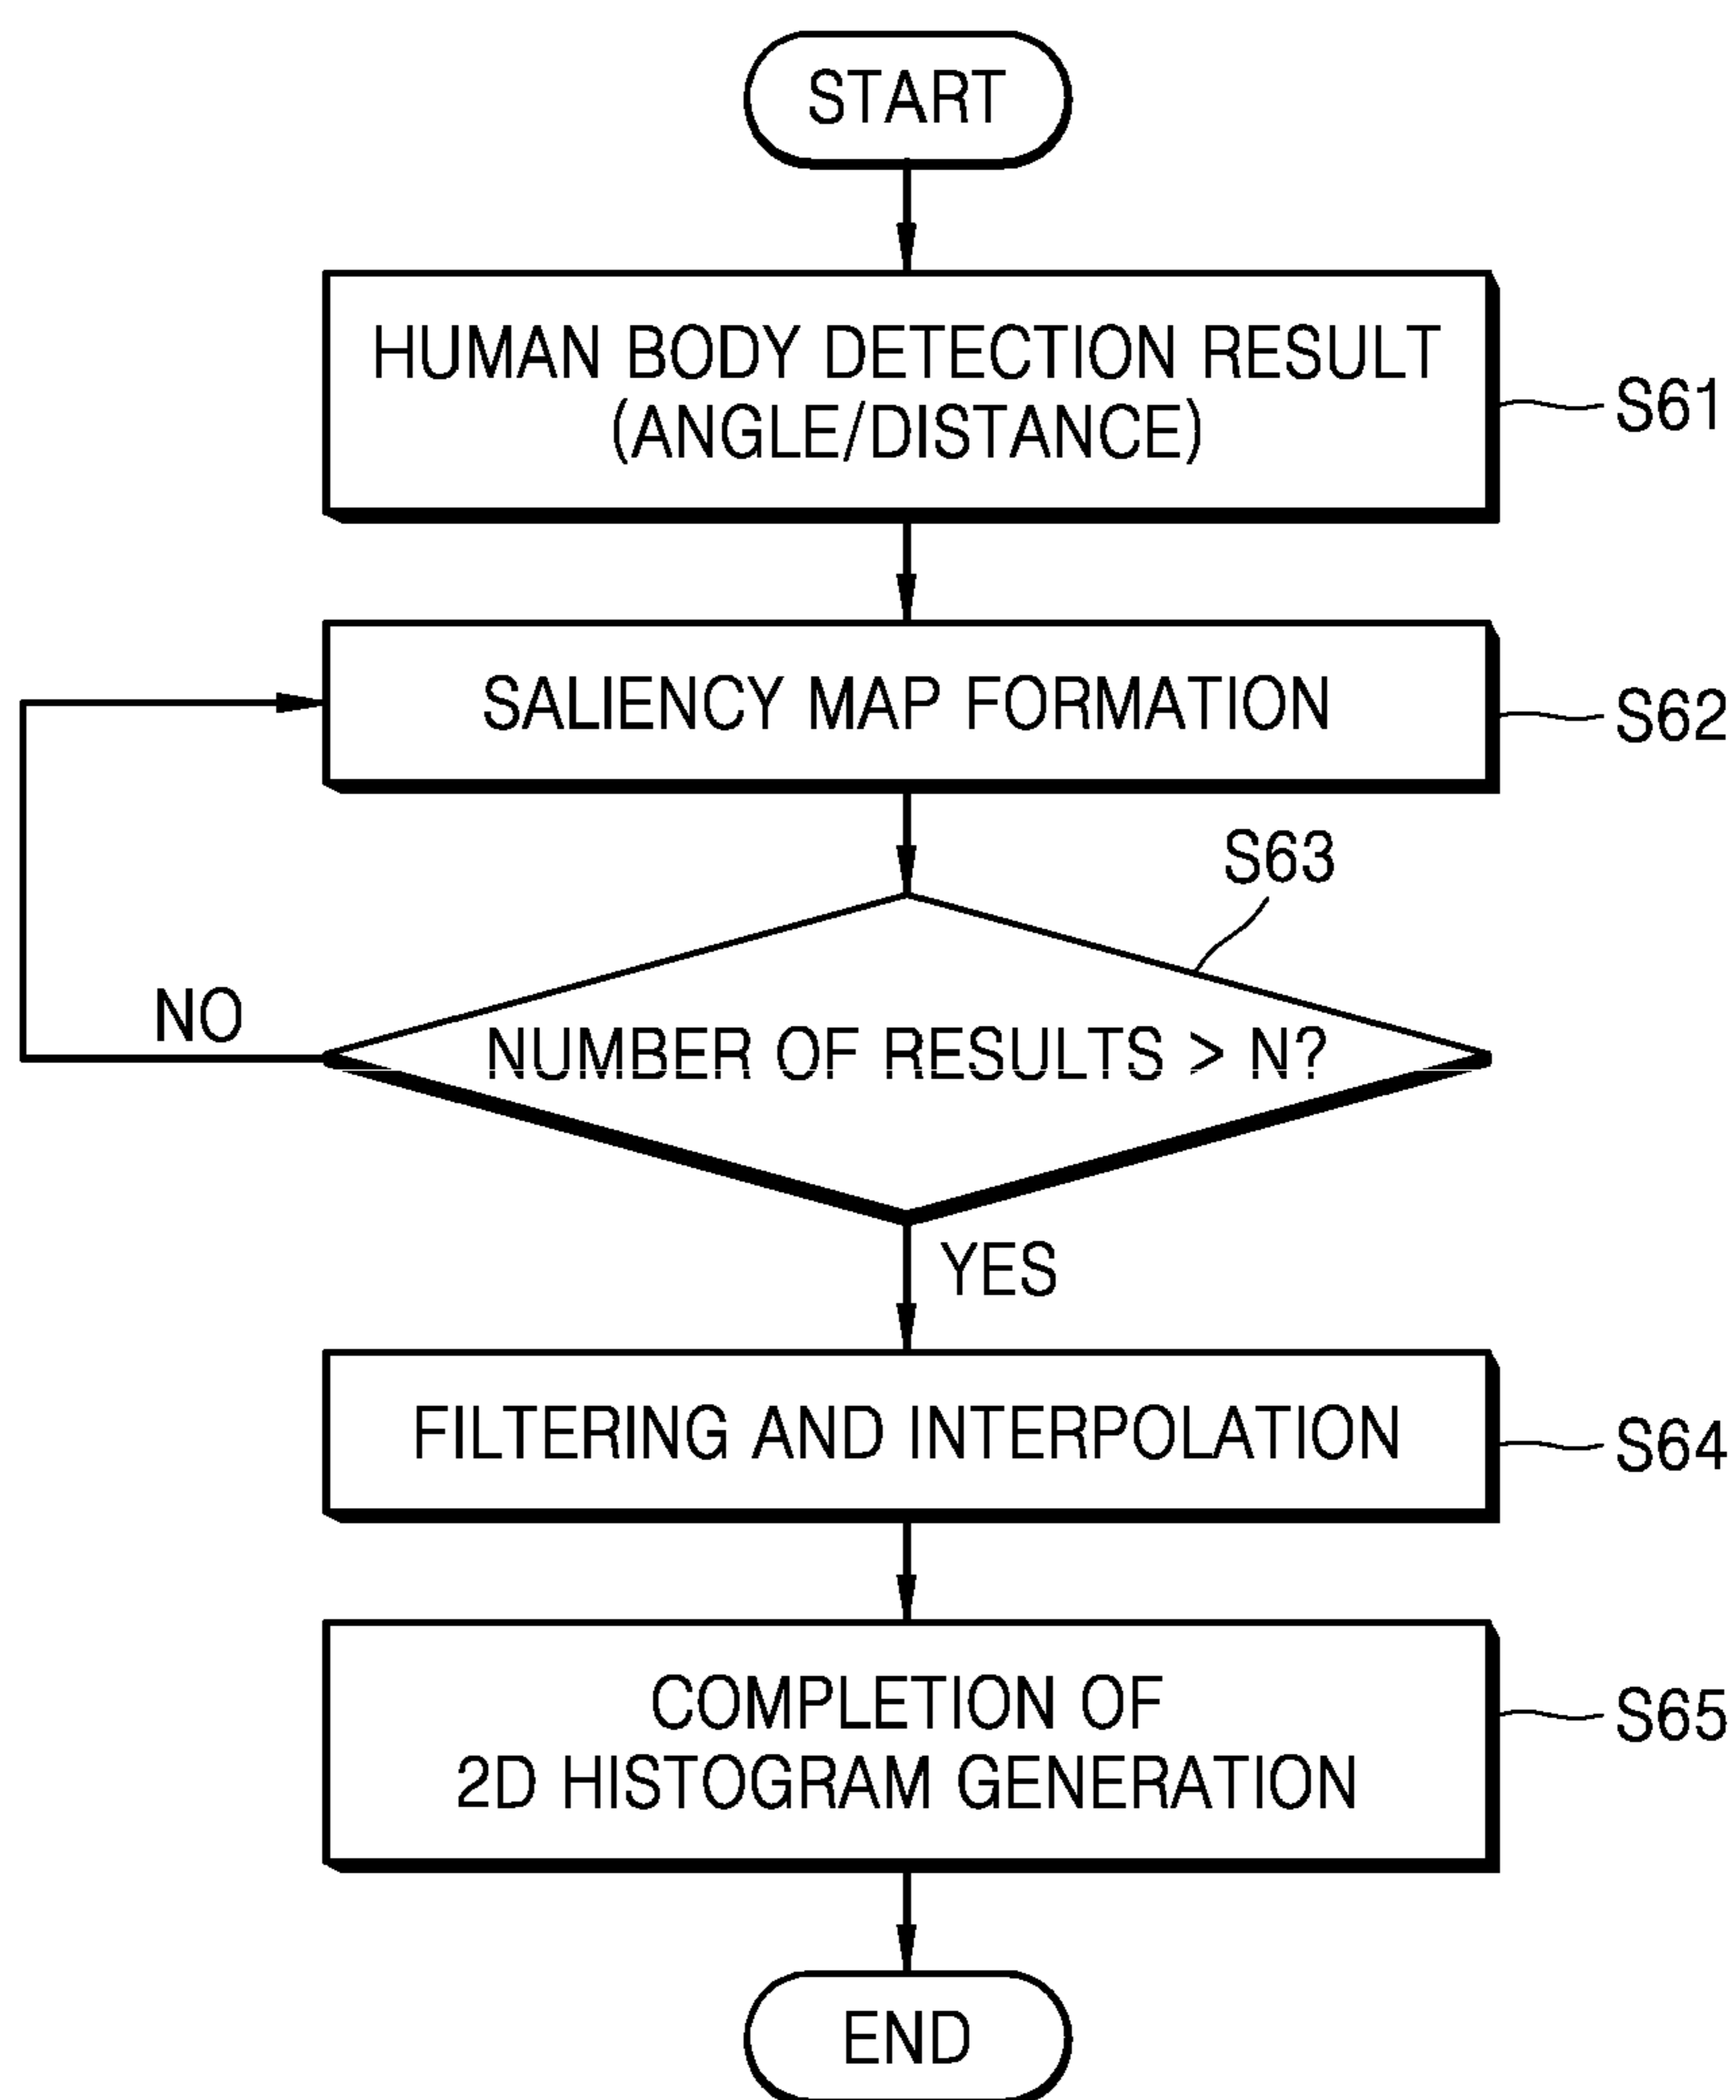 START
HUMAN BODY DETECTION RESULT
(ANGLE/DISTANCE)
S61
SALIENCY MAP FORMATION
S62
S63
NO
NUMBER OF RESULTS > N?
YES
FILTERING AND INTERPOLATION
S64
COMPLETION OF
2D HISTOGRAM GENERATION
S65
END